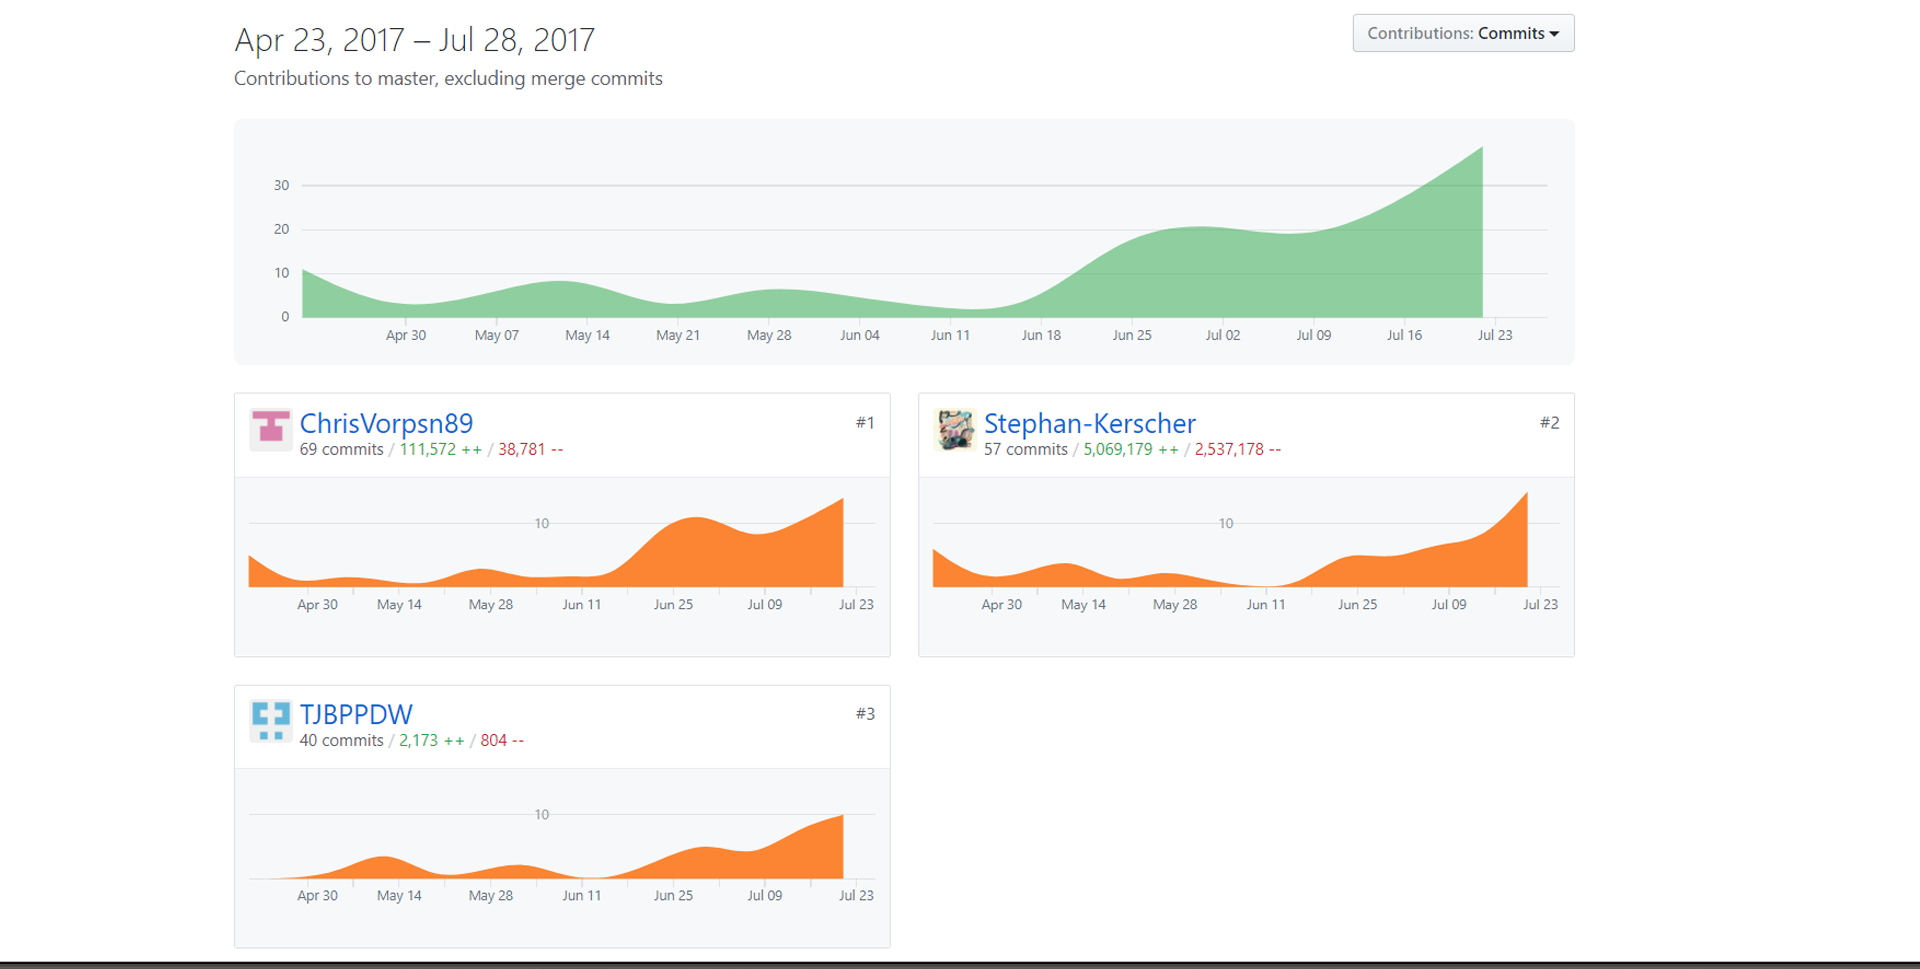 Apr 23, 2017 – Jul 28, 2017
Contributions: Commits
Contributions to master, excluding merge commits
30
20
10
0
Apr 30 May 07 May 14 May 21 May 28 Jun 04 Jun 11 Jun 18 Jun 25 Jul 02 Jul 09 Jul 16 Jul 23
ChrisVorpsn89 #1
69 commits / 111,572 ++ / 38,781 --
10
Apr 30 May 14 May 28 Jun 11 Jun 25 Jul 09 Jul 23
Stephan-Kerscher #2
57 commits / 5,069,179 ++ / 2,537,178 --
10
Apr 30 May 14 May 28 Jun 11 Jun 25 Jul 09 Jul 23
TJBPPDW #3
40 commits / 2,173 ++ / 804 --
10
Apr 30 May 14 May 28 Jun 11 Jun 25 Jul 09 Jul 23